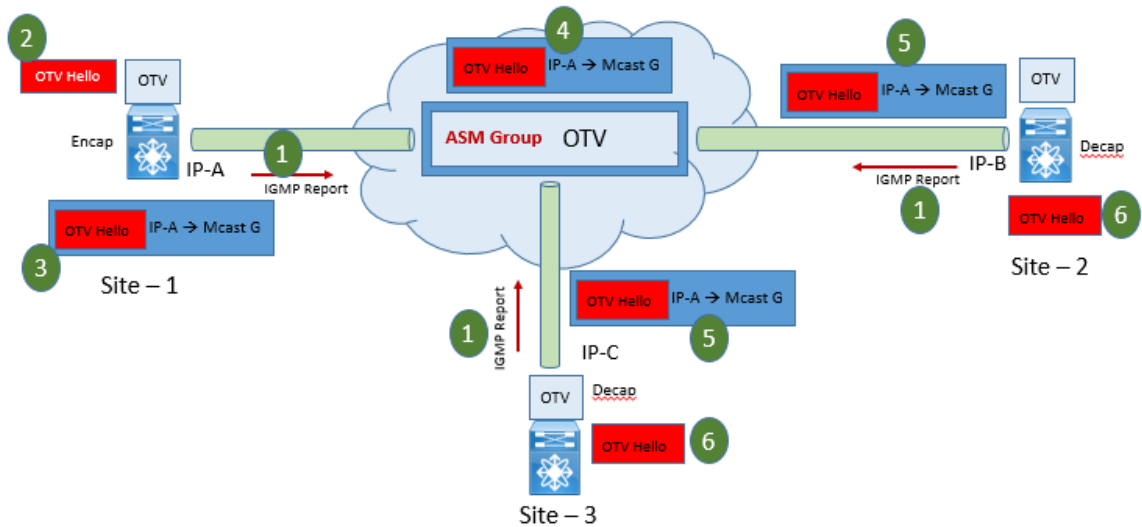 2
OTV Hello
OTV
Encap
IP-A
1
IGMP Report
OTV Hello IP-A → Mcast G
3
Site – 1
4
OTV Hello IP-A → Mcast G
ASM Group OTV
5
OTV Hello IP-A → Mcast G
OTV
Decap
IP-B
IGMP Report
1
OTV Hello
6
Site – 2
1
IGMP Report
OTV Hello IP-A → Mcast G
5
IP-C
OTV
Decap
OTV Hello
6
Site – 3